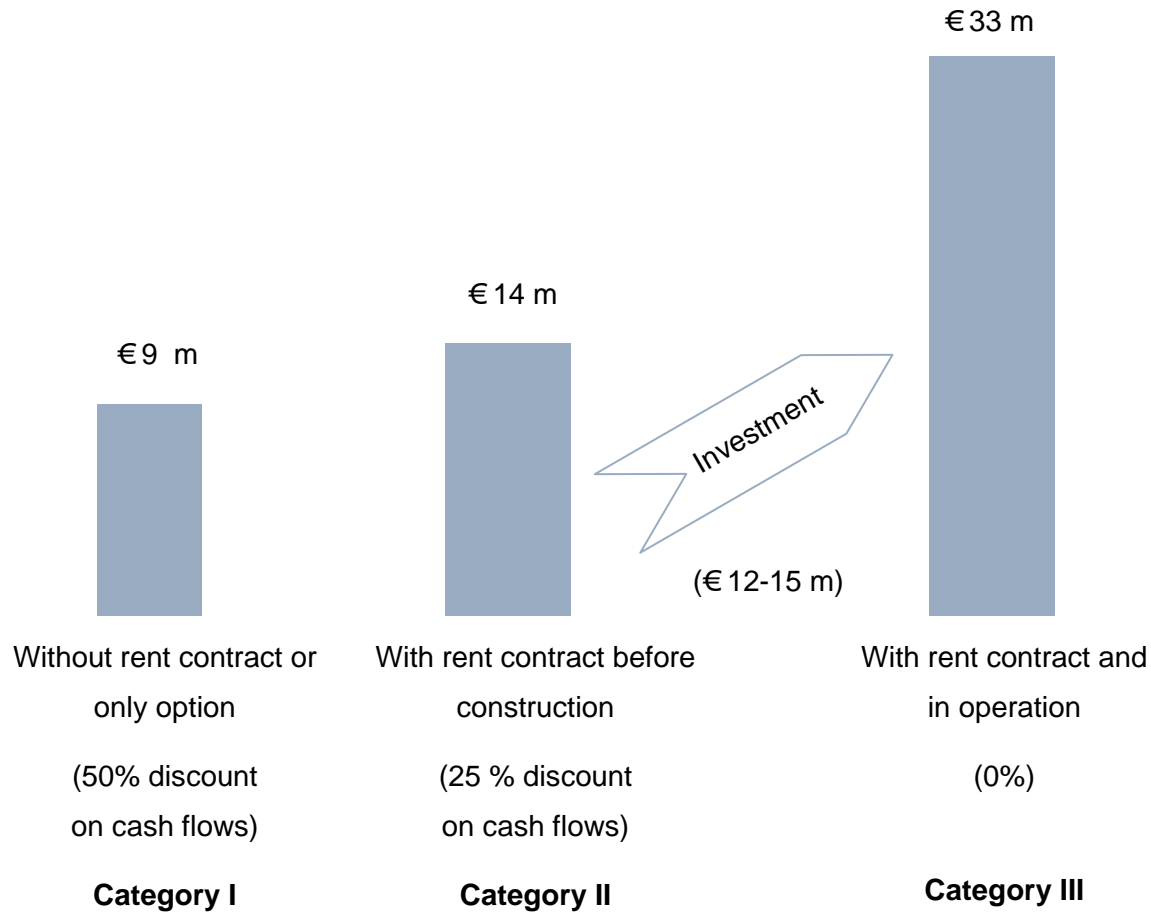 € 33 m
€ 14 m
€ 9 m
Investment
(€ 12-15 m)
Without rent contract or
only option
(50% discount
on cash flows)
Category I
With rent contract before
construction
(25 % discount
on cash flows)
Category II
With rent contract and
in operation
(0%)
Category III